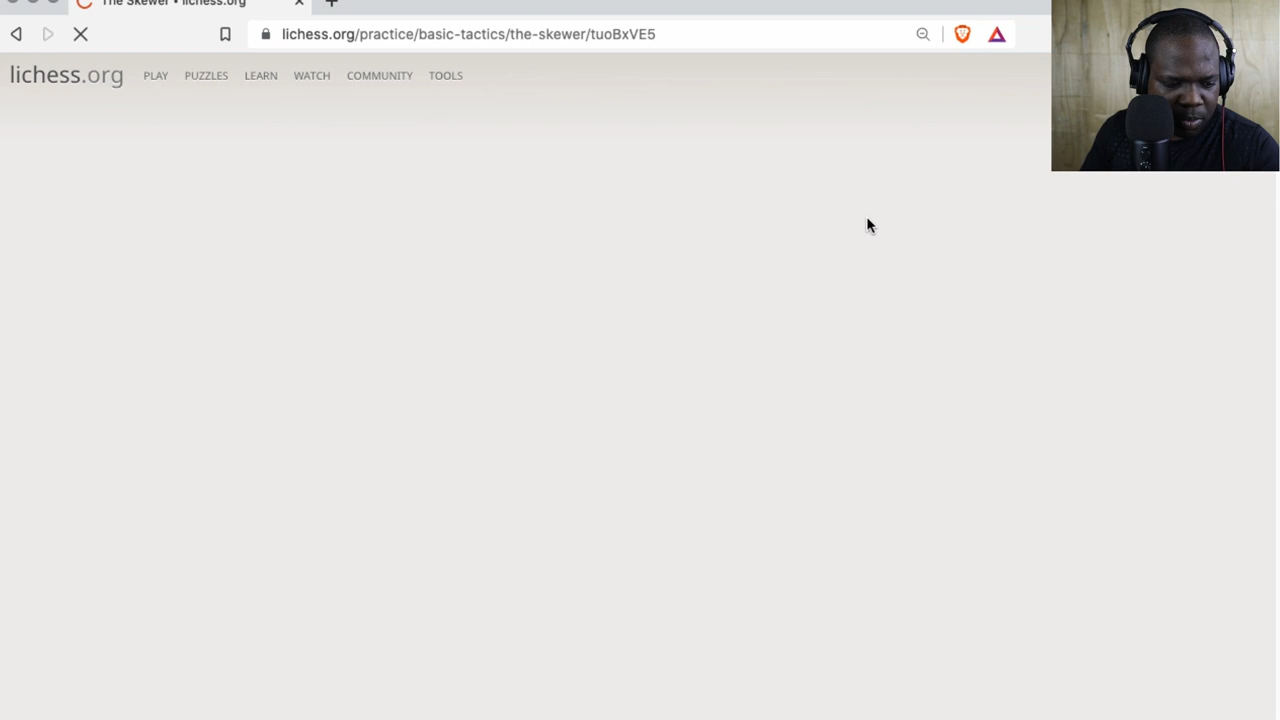 The Skewer • lichess.org
lichess.org/practice/basic-tactics/the-skewer/tuoBxVE5
lichess.org PLAY PUZZLES LEARN WATCH COMMUNITY TOOLS